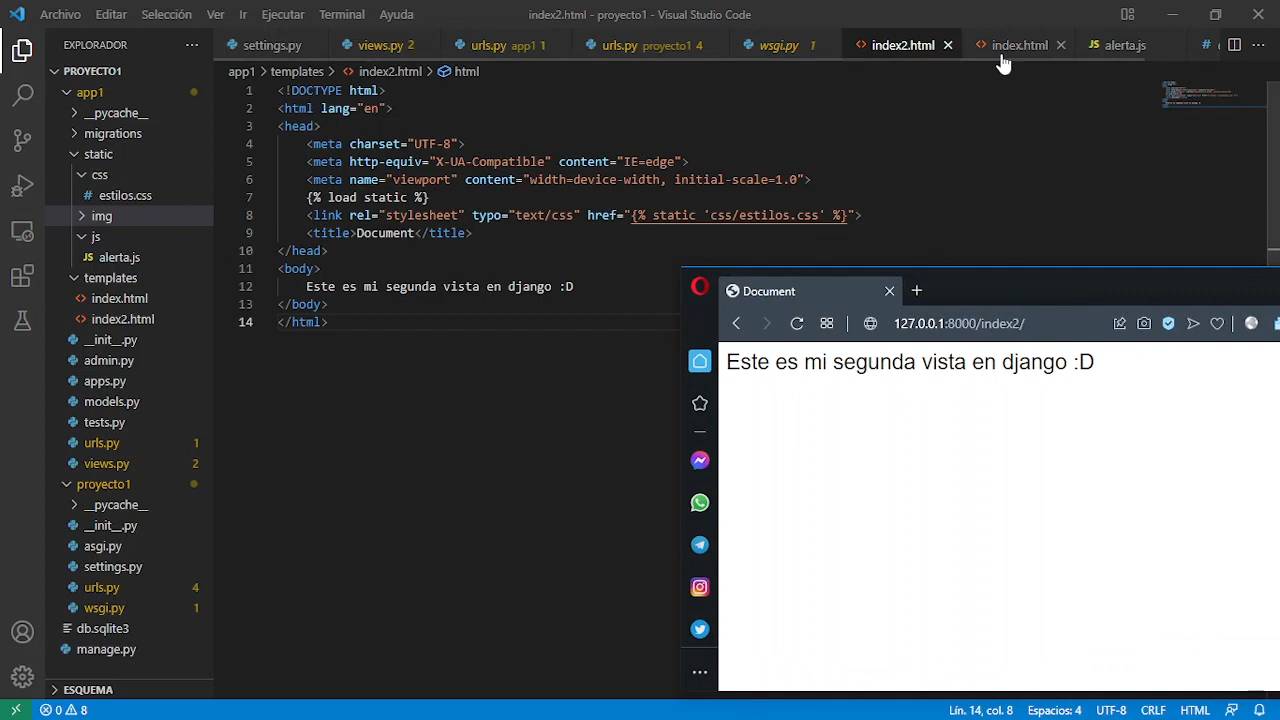 Archivo Editar Selección Ver Ir Ejecutar Terminal Ayuda index2.html - proyecto1 - Visual Studio Code
EXPLORADOR
settings.py views.py 2 urls.py app1 1 urls.py proyecto1 4 wsgi.py 1 index2.html index.html alerta.js #
app1 > templates > index2.html > html
PROYECTO1
app1
__pycache__
migrations
static
css
# estilos.css
img
js
JS alerta.js
templates
index.html
index2.html
__init__.py
admin.py
apps.py
models.py
tests.py
urls.py 1
views.py 2
proyecto1
__pycache__
__init__.py
asgi.py
settings.py
urls.py 4
wsgi.py 1
db.sqlite3
manage.py
ESQUEMA
1 <!DOCTYPE html>
2 <html lang="en">
3 <head>
4 <meta charset="UTF-8">
5 <meta http-equiv="X-UA-Compatible" content="IE=edge">
6 <meta name="viewport" content="width=device-width, initial-scale=1.0">
7 {% load static %}
8 <link rel="stylesheet" typo="text/css" href="{% static 'css/estilos.css' %}">
9 <title>Document</title>
10 </head>
11 <body>
12 Este es mi segunda vista en django :D
13 </body>
14 </html>
Document
127.0.0.1:8000/index2/
Este es mi segunda vista en django :D
0 8 Lín. 14, col. 8 Espacios: 4 UTF-8 CRLF HTML